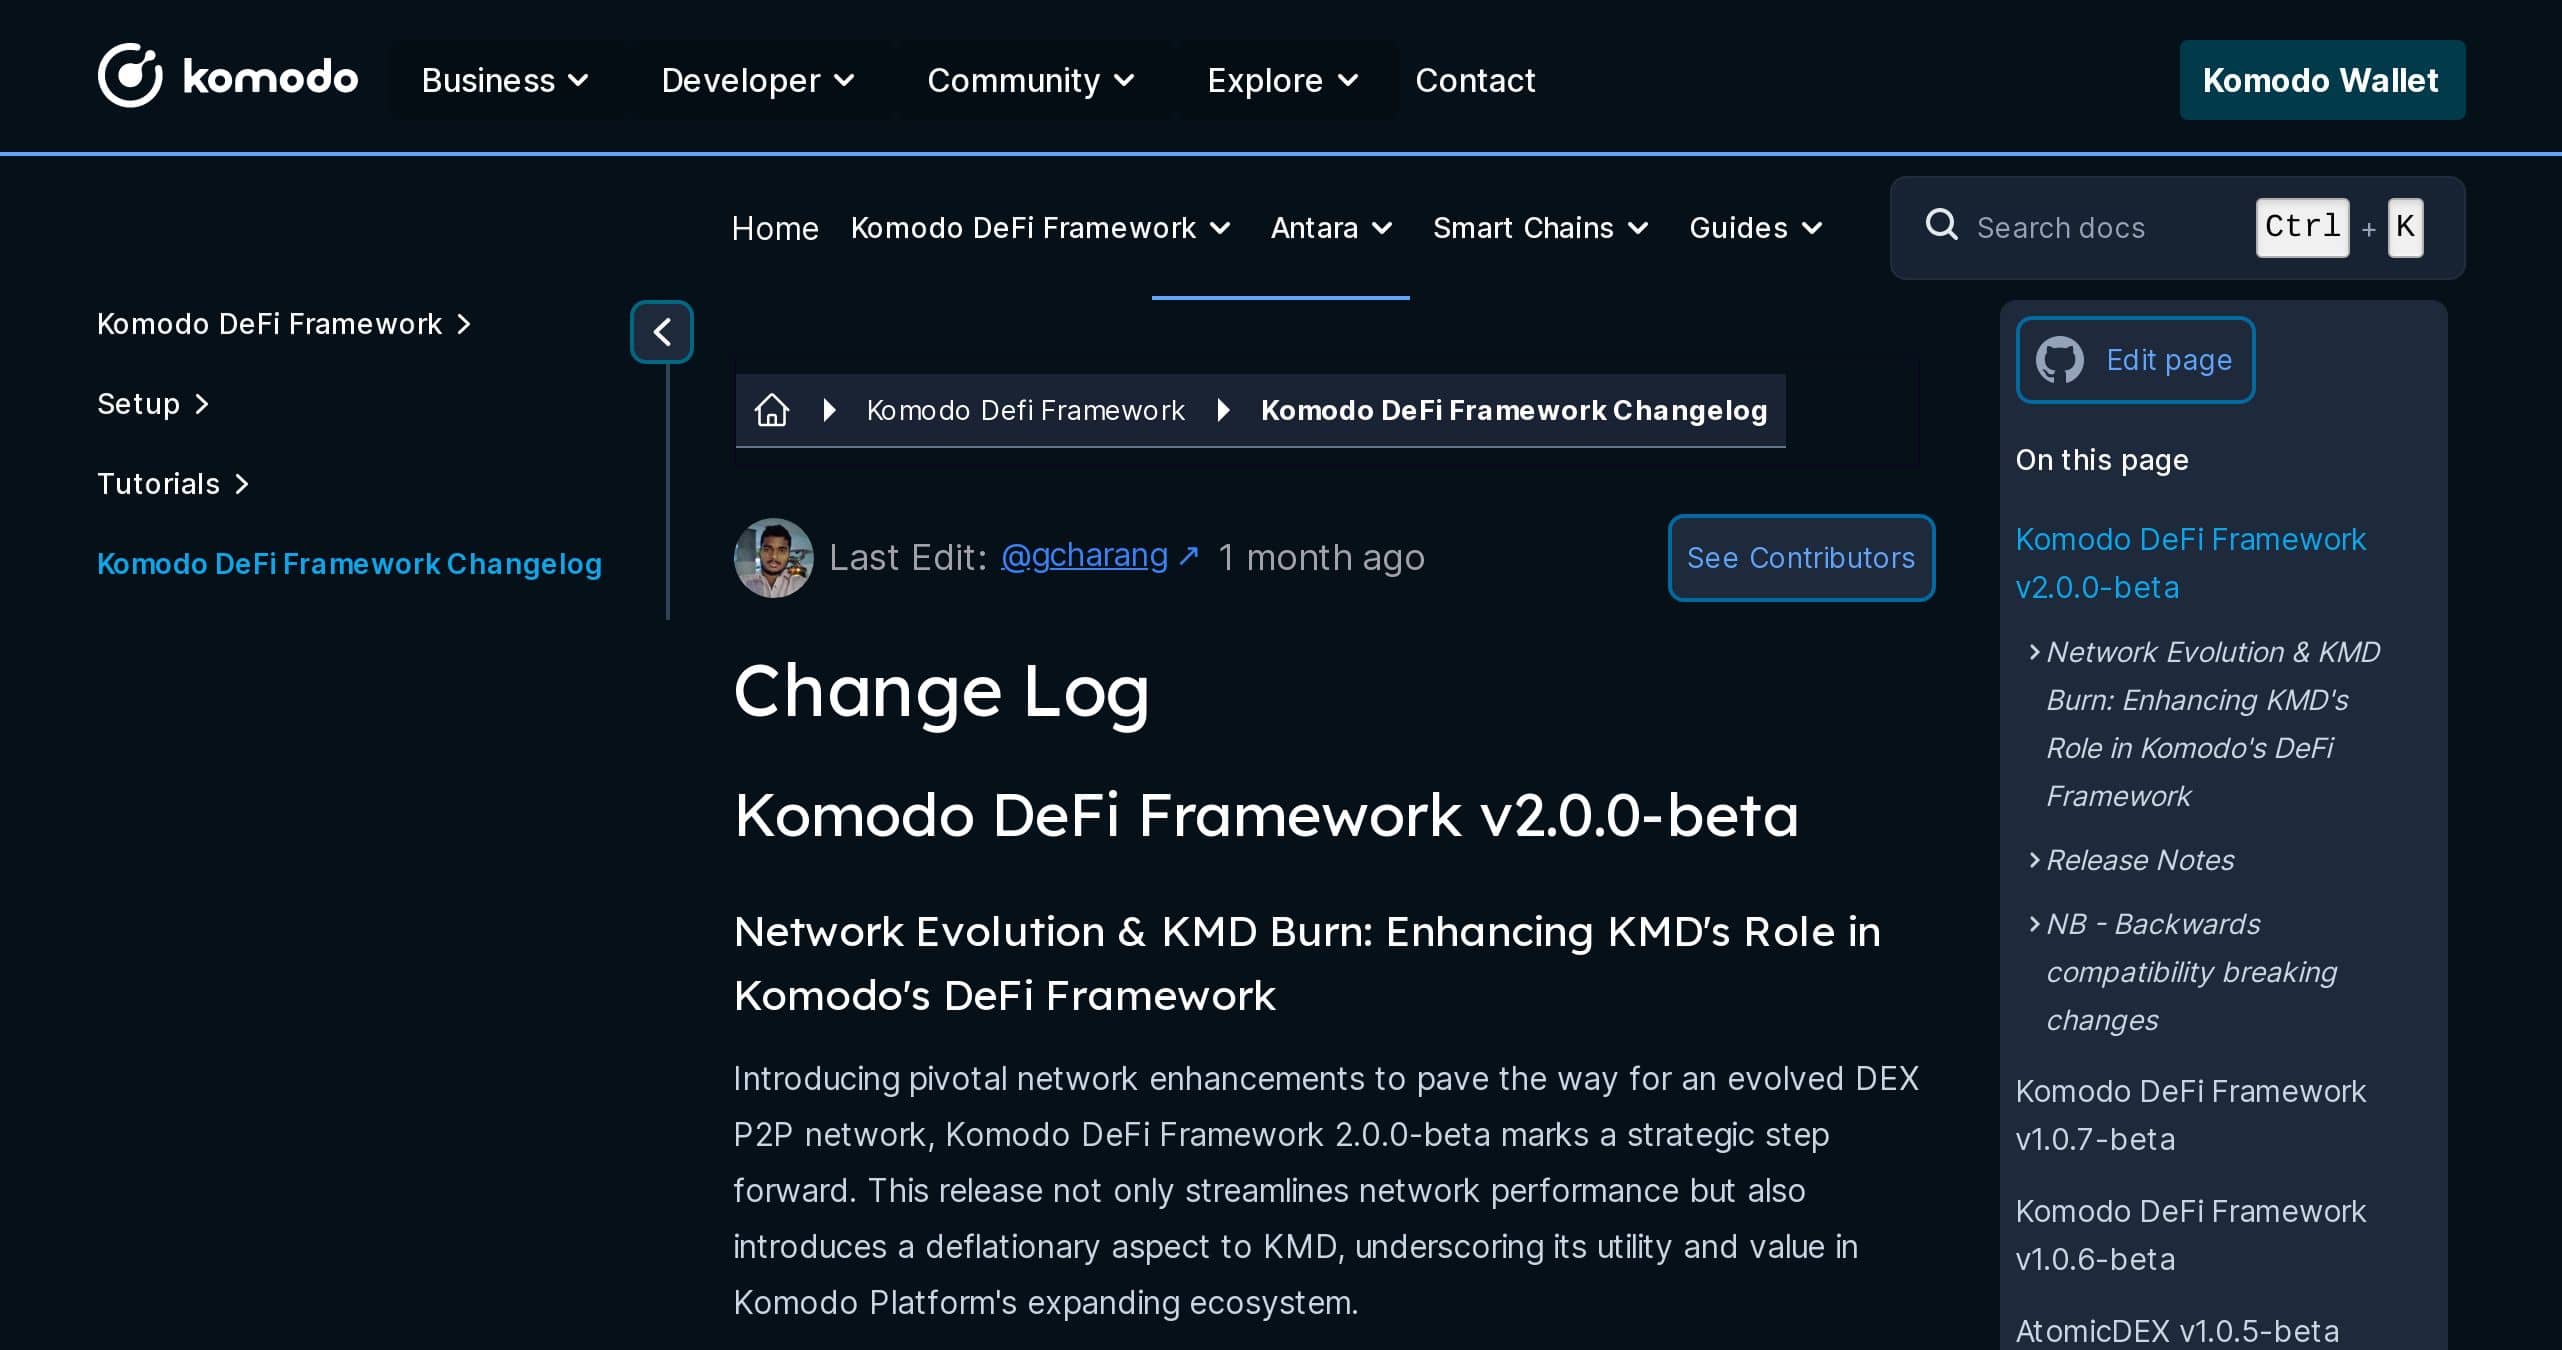 komodo
Business
Developer
Community
Explore
Contact
Komodo Wallet
Home
Komodo DeFi Framework
Antara
Smart Chains
Guides
Search docs
Ctrl + K
Komodo DeFi Framework
Setup
Tutorials
Komodo DeFi Framework Changelog
Komodo Defi Framework
Komodo DeFi Framework Changelog
Last Edit: @gcharang ↗ 1 month ago
See Contributors
Change Log
Komodo DeFi Framework v2.0.0-beta
Network Evolution & KMD Burn: Enhancing KMD's Role in
Komodo's DeFi Framework
Introducing pivotal network enhancements to pave the way for an evolved DEX
P2P network, Komodo DeFi Framework 2.0.0-beta marks a strategic step
forward. This release not only streamlines network performance but also
introduces a deflationary aspect to KMD, underscoring its utility and value in
Komodo Platform's expanding ecosystem.
Edit page
On this page
Komodo DeFi Framework
v2.0.0-beta
Network Evolution & KMD
Burn: Enhancing KMD's
Role in Komodo's DeFi
Framework
Release Notes
NB - Backwards
compatibility breaking
changes
Komodo DeFi Framework
v1.0.7-beta
Komodo DeFi Framework
v1.0.6-beta
AtomicDEX v1.0.5-beta